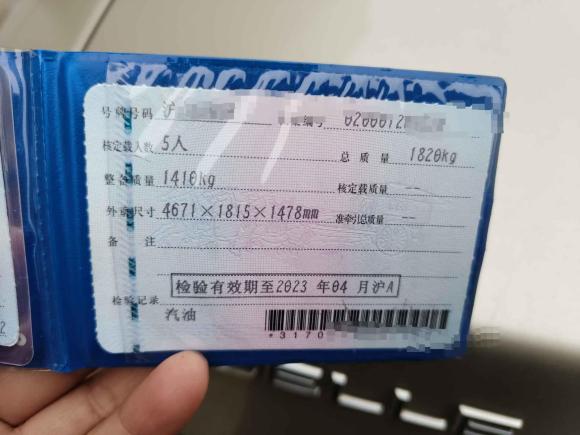 号牌号码 沪 编号 0200012
核定载人数 5人 总质量 1820kg
整备质量 1410kg 核定载质量 --
外廓尺寸 4671×1815×1478mm 准牵引总质量 --
备注
检验有效期至2023年04月沪A
检验记录
汽油
*3170
ELLE